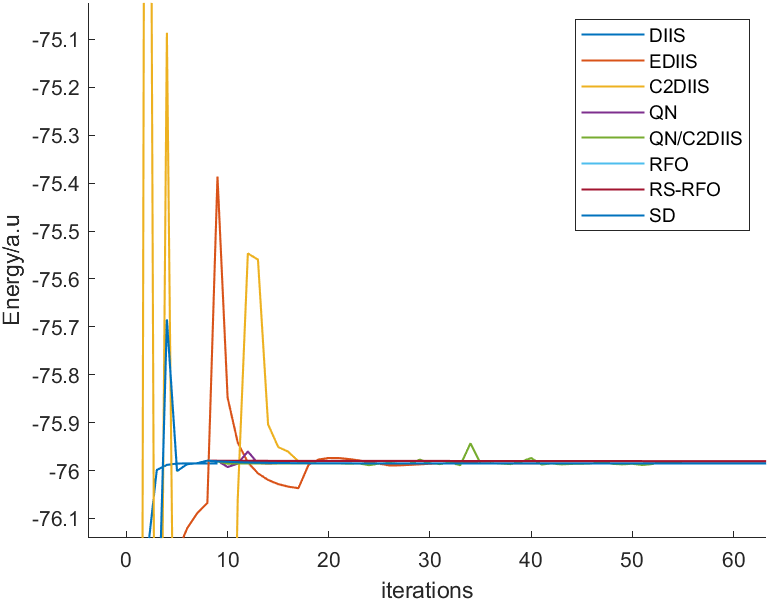 -75.1
-75.2
-75.3
-75.4
-75.5
-75.6
-75.7
-75.8
-75.9
-76
-76.1
Energy/a.u
0
10
20
30
40
50
60
iterations
DIIS
EDIIS
C2DIIS
QN
QN/C2DIIS
RFO
RS-RFO
SD